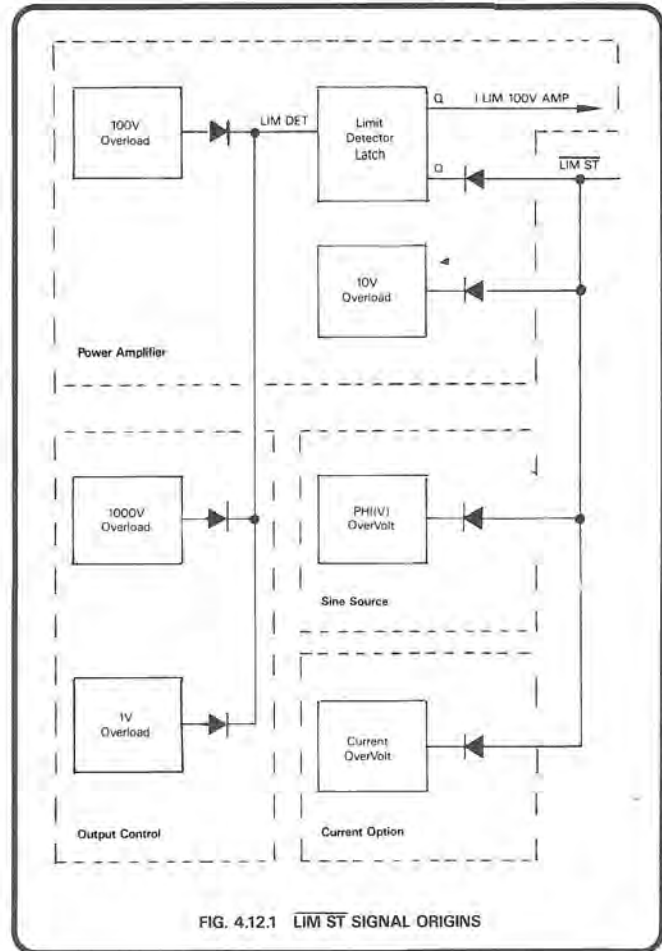 100V
Overload
LIM DET
Limit
Detector
Latch
Q
I LIM 100V AMP
Q
LIM ST
10V
Overload
Power Amplifier
1000V
Overload
PHI(V)
OverVolt
Sine Source
1V
Overload
Current
OverVolt
Output Control
Current Option
FIG. 4.12.1 LIM ST SIGNAL ORIGINS